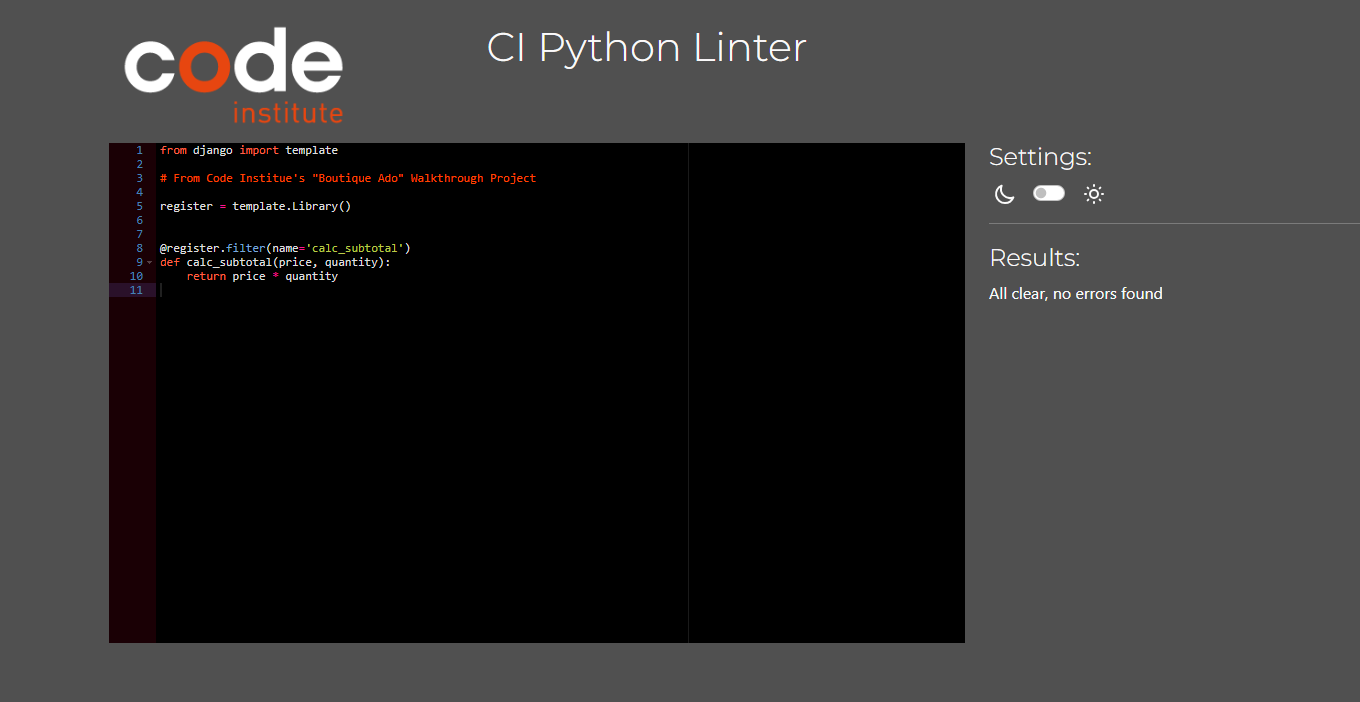 code
institute
CI Python Linter
1 from django import template
2
3 # From Code Institue's "Boutique Ado" Walkthrough Project
4
5 register = template.Library()
6
7
8 @register.filter(name='calc_subtotal')
9 def calc_subtotal(price, quantity):
10     return price * quantity
11
Settings:
Results:
All clear, no errors found